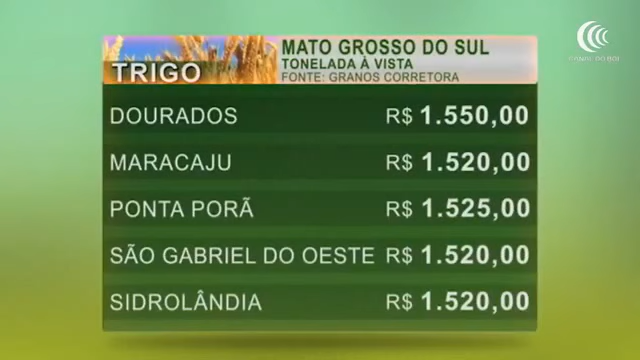 MATO GROSSO DO SUL
TONELADA À VISTA
TRIGO
FONTE: GRANOS CORRETORA
DOURADOS R$ 1.550,00
MARACAJU R$ 1.520,00
PONTA PORÃ R$ 1.525,00
SÃO GABRIEL DO OESTE R$ 1.520,00
SIDROLÂNDIA R$ 1.520,00